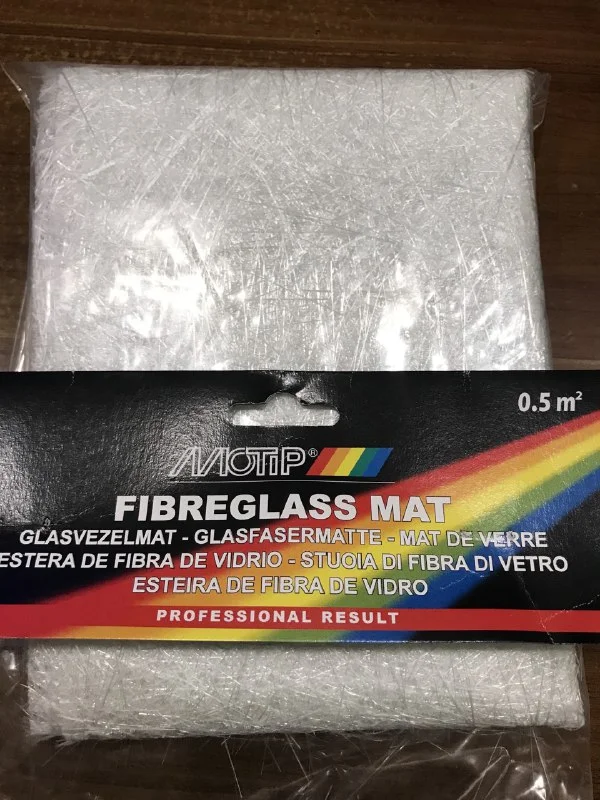 0.5 m²
MOTIP®
FIBREGLASS MAT
GLASVEZELMAT - GLASFASERMATTE - MAT DE VERRE
ESTERA DE FIBRA DE VIDRIO - STUOIA DI FIBRA DI VETRO
ESTEIRA DE FIBRA DE VIDRO
PROFESSIONAL RESULT